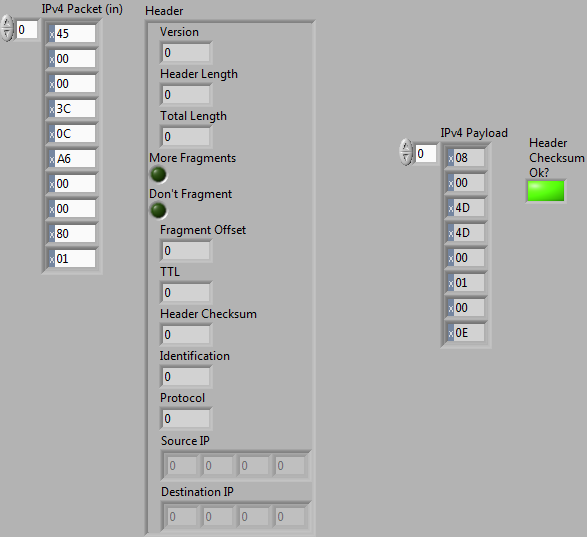 IPv4 Packet (in)
0
x 45
x 00
x 00
x 3C
x 0C
x A6
x 00
x 00
x 80
x 01
Header
Version
0
Header Length
0
Total Length
0
More Fragments
Don't Fragment
Fragment Offset
0
TTL
0
Header Checksum
0
Identification
0
Protocol
0
Source IP
0 0 0 0
Destination IP
0 0 0 0
IPv4 Payload
0
x 08
x 00
x 4D
x 4D
x 00
x 01
x 00
x 0E
Header
Checksum
Ok?